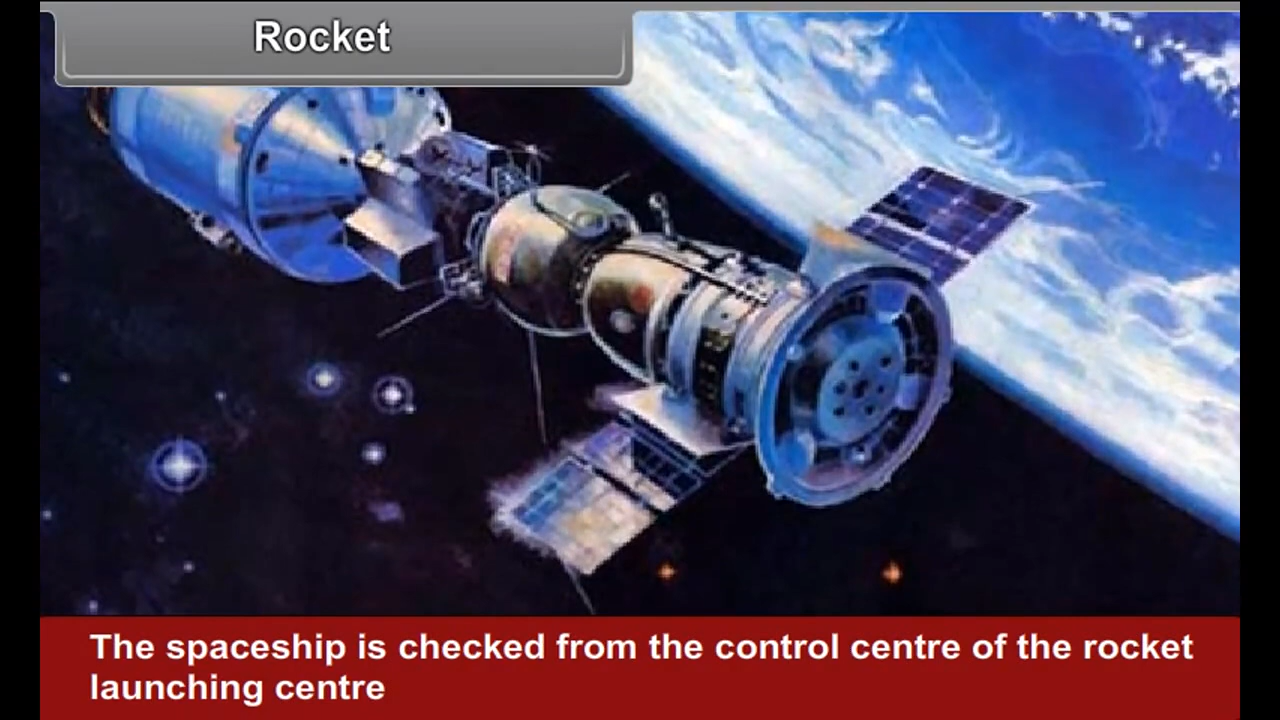 Rocket
The spaceship is checked from the control centre of the rocket
launching centre